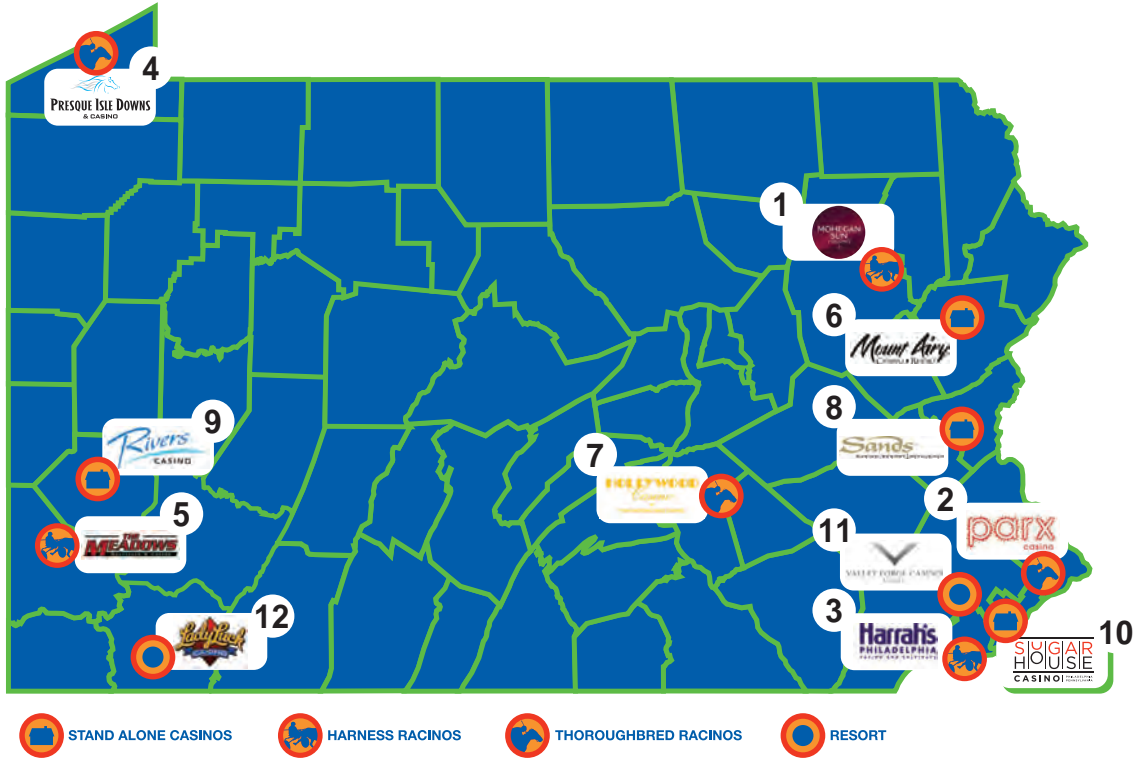 4
PRESQUE ISLE DOWNS
& CASINO
1
MOHEGAN
SUN
6
Mount Airy
8
Sands
9
Rivers
CASINO
7
HOLLYWOOD
Casino
5
THE
MEADOWS
2
parx
casino
11
VALLEY FORGE CASINO
3
Harrah's
PHILADELPHIA
12
Lady Luck
CASINO
10
SUGAR
HOUSE
CASINO
PHILADELPHIA
PENNSYLVANIA
STAND ALONE CASINOS
HARNESS RACINOS
THOROUGHBRED RACINOS
RESORT